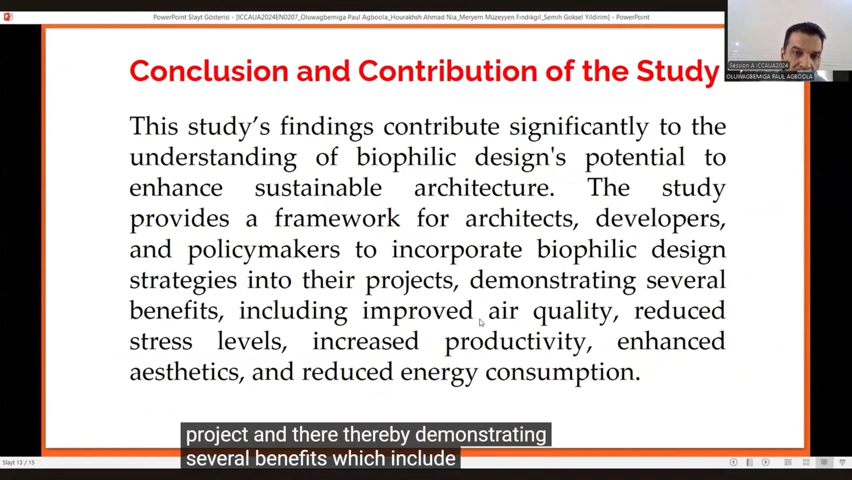 PowerPoint Slayt Gösterisi - [ICCAUA2024EN0207_Oluwagbemiga Paul Agboola_Hourakhsh Ahmad Nia_Meryem Müzeyyen Fındıkgil_Semih Goksel Yildirim] - PowerPoint
Session A ICCAUA2024
OLUWAGBEMIGA PAUL AGBOOLA
Conclusion and Contribution of the Study
This study's findings contribute significantly to the
understanding of biophilic design's potential to
enhance sustainable architecture. The study
provides a framework for architects, developers,
and policymakers to incorporate biophilic design
strategies into their projects, demonstrating several
benefits, including improved air quality, reduced
stress levels, increased productivity, enhanced
aesthetics, and reduced energy consumption.
project and there thereby demonstrating
several benefits which include
Slayt 13 / 15